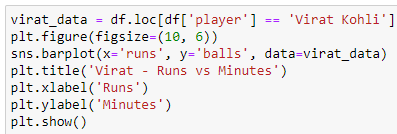 virat_data = df.loc[df['player'] == 'Virat Kohli']
plt.figure(figsize=(10, 6))
sns.barplot(x='runs', y='balls', data=virat_data)
plt.title('Virat - Runs vs Minutes')
plt.xlabel('Runs')
plt.ylabel('Minutes')
plt.show()